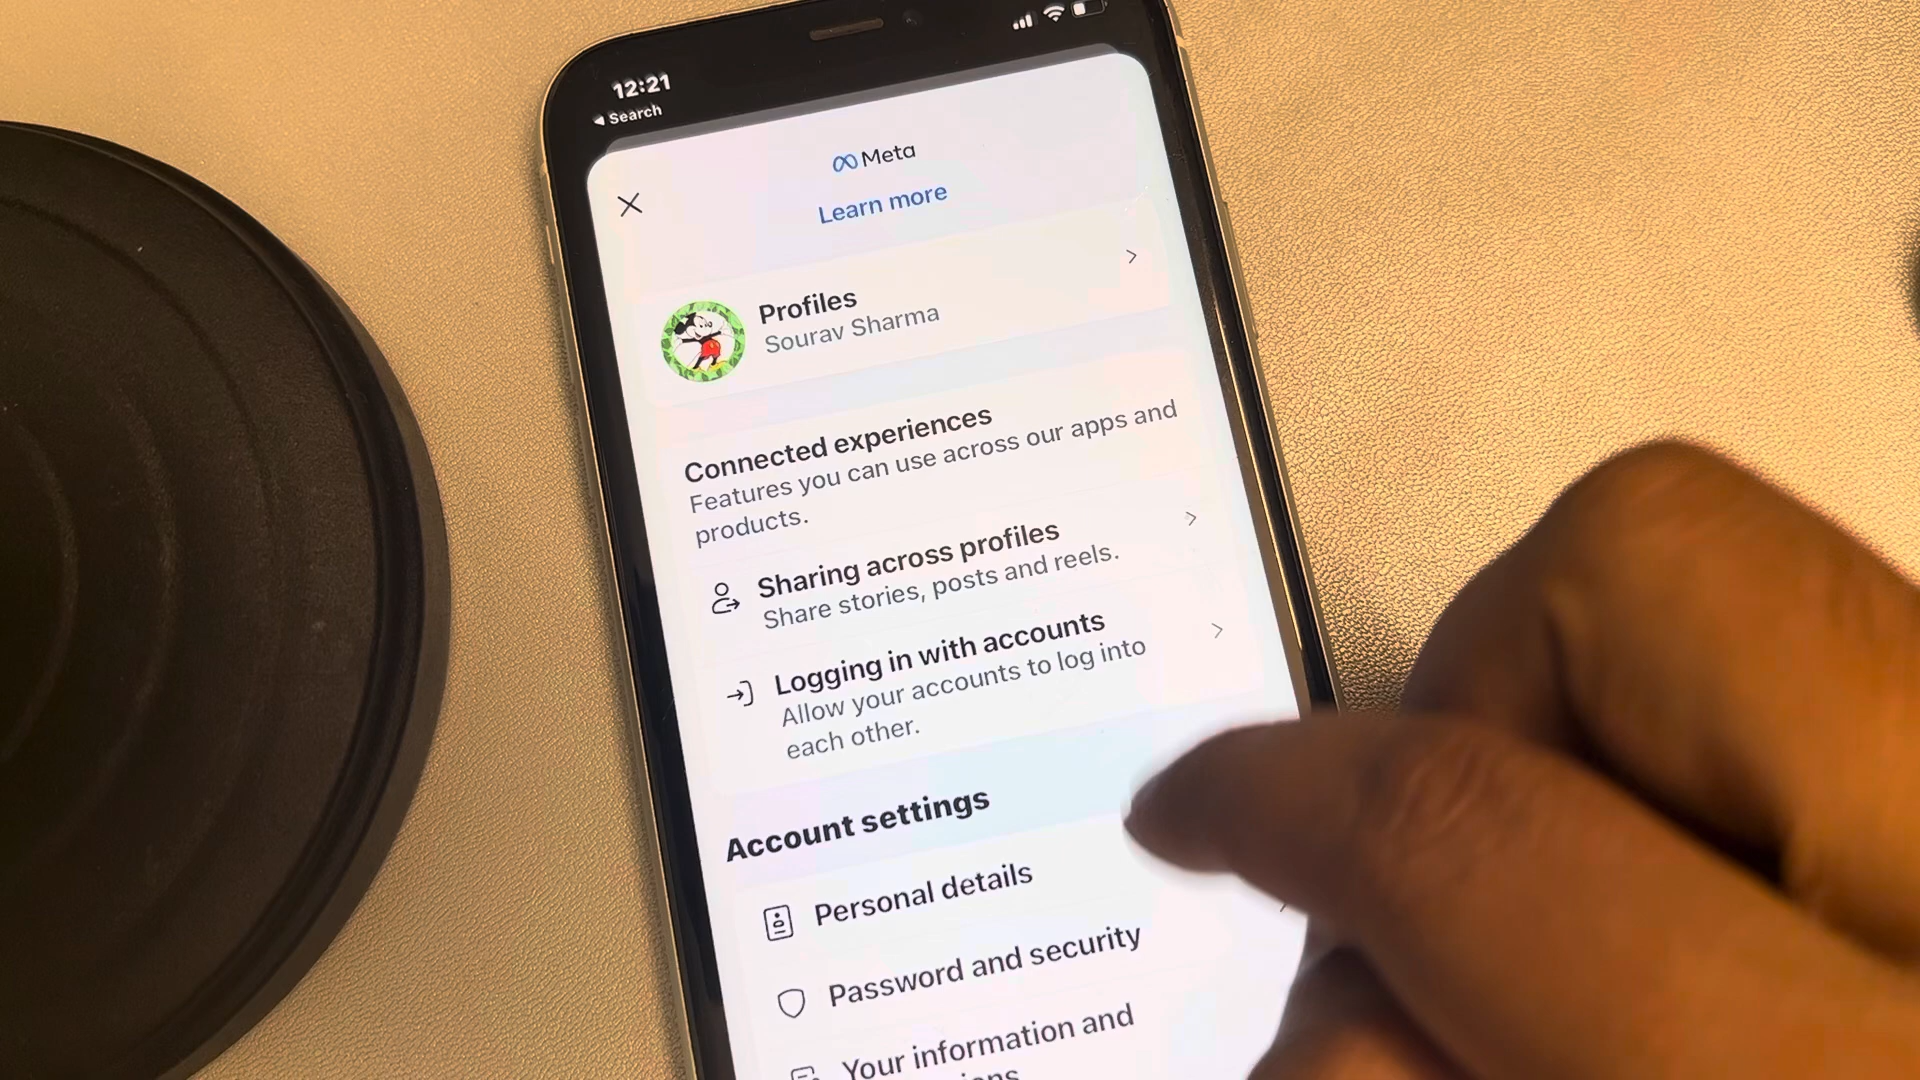 12:21
Search
Meta
Learn more
Profiles
Sourav Sharma
Connected experiences
Features you can use across our apps and
products.
Sharing across profiles
Share stories, posts and reels.
Logging in with accounts
Allow your accounts to log into
each other.
Account settings
Personal details
Password and security
Your information and